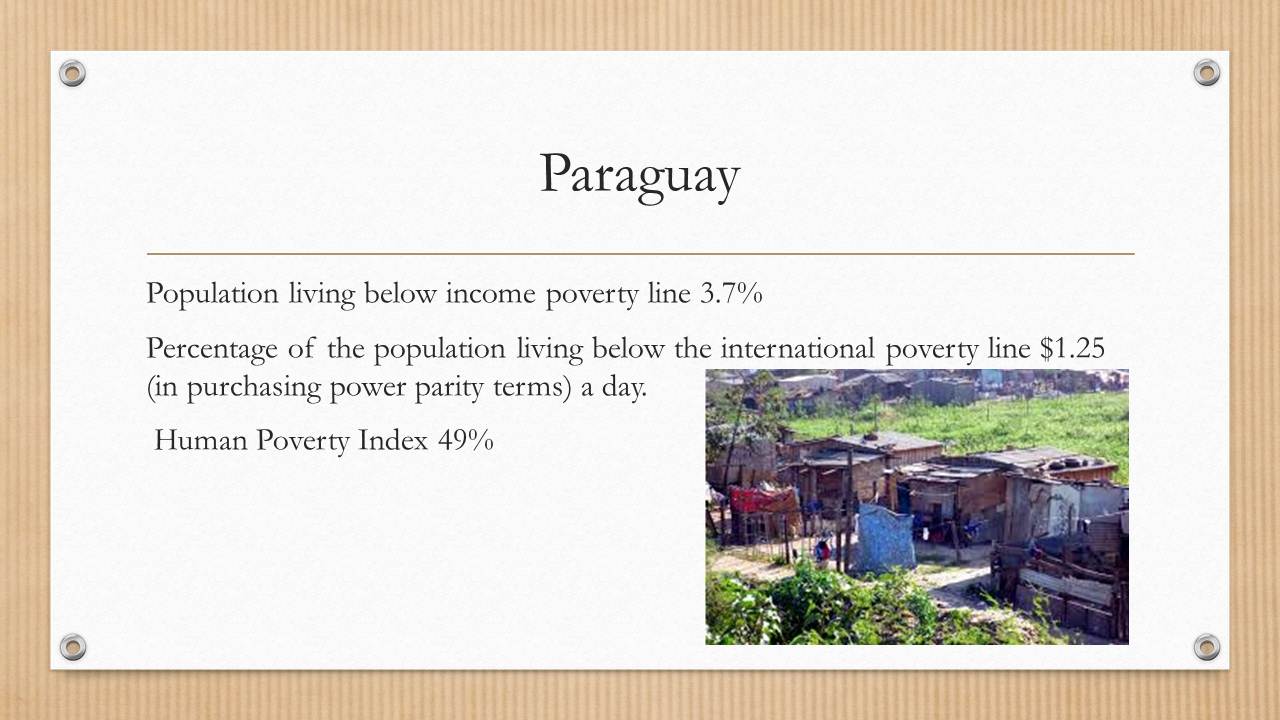 Paraguay
Population living below income poverty line 3.7%
Percentage of the population living below the international poverty line $1.25
(in purchasing power parity terms) a day.
Human Poverty Index 49%